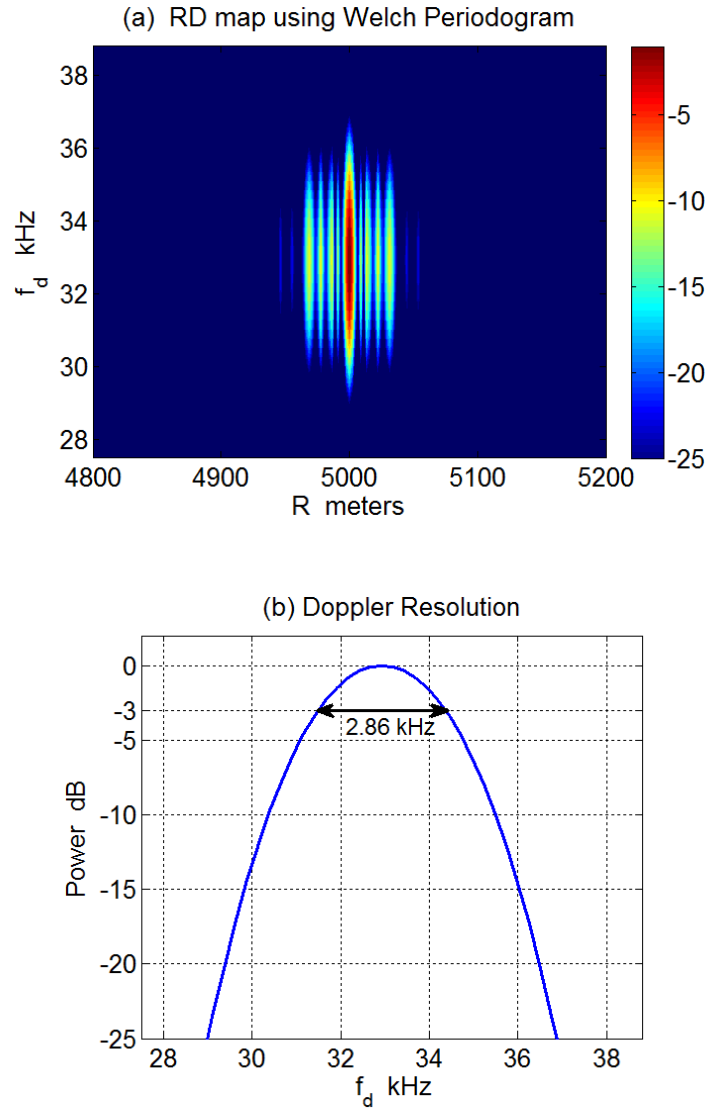 (a) RD map using Welch Periodogram
38
36
34
32
30
28
f_d kHz
4800 4900 5000 5100 5200
R meters
-5
-10
-15
-20
-25
(b) Doppler Resolution
0
-3
-5
-10
-15
-20
-25
Power dB
2.86 kHz
28 30 32 34 36 38
f_d kHz